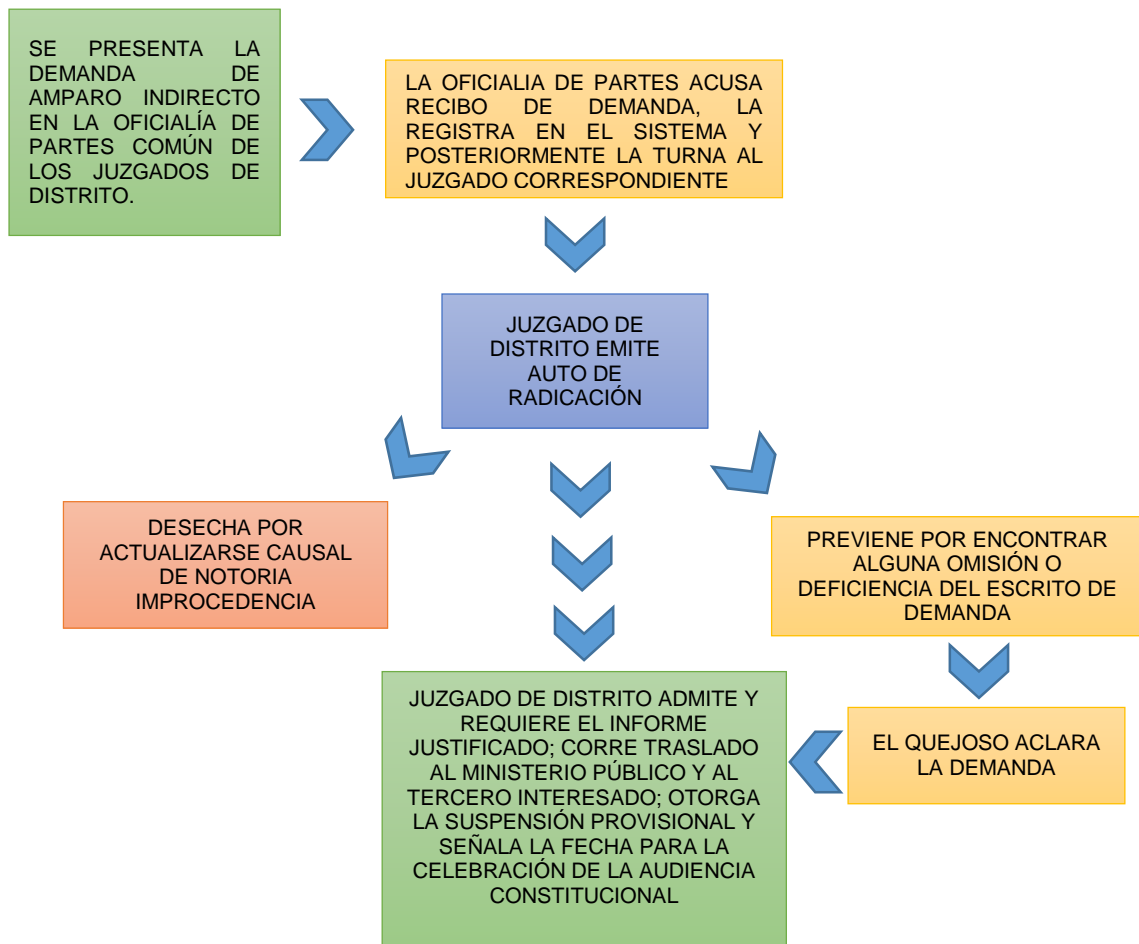 SE PRESENTA LA
DEMANDA DE
AMPARO INDIRECTO
EN LA OFICIALÍA DE
PARTES COMÚN DE
LOS JUZGADOS DE
DISTRITO.
LA OFICIALIA DE PARTES ACUSA
RECIBO DE DEMANDA, LA
REGISTRA EN EL SISTEMA Y
POSTERIORMENTE LA TURNA AL
JUZGADO CORRESPONDIENTE
JUZGADO DE
DISTRITO EMITE
AUTO DE
RADICACIÓN
DESECHA POR
ACTUALIZARSE CAUSAL
DE NOTORIA
IMPROCEDENCIA
PREVIENE POR ENCONTRAR
ALGUNA OMISIÓN O
DEFICIENCIA DEL ESCRITO DE
DEMANDA
EL QUEJOSO ACLARA
LA DEMANDA
JUZGADO DE DISTRITO ADMITE Y
REQUIERE EL INFORME
JUSTIFICADO; CORRE TRASLADO
AL MINISTERIO PÚBLICO Y AL
TERCERO INTERESADO; OTORGA
LA SUSPENSIÓN PROVISIONAL Y
SEÑALA LA FECHA PARA LA
CELEBRACIÓN DE LA AUDIENCIA
CONSTITUCIONAL